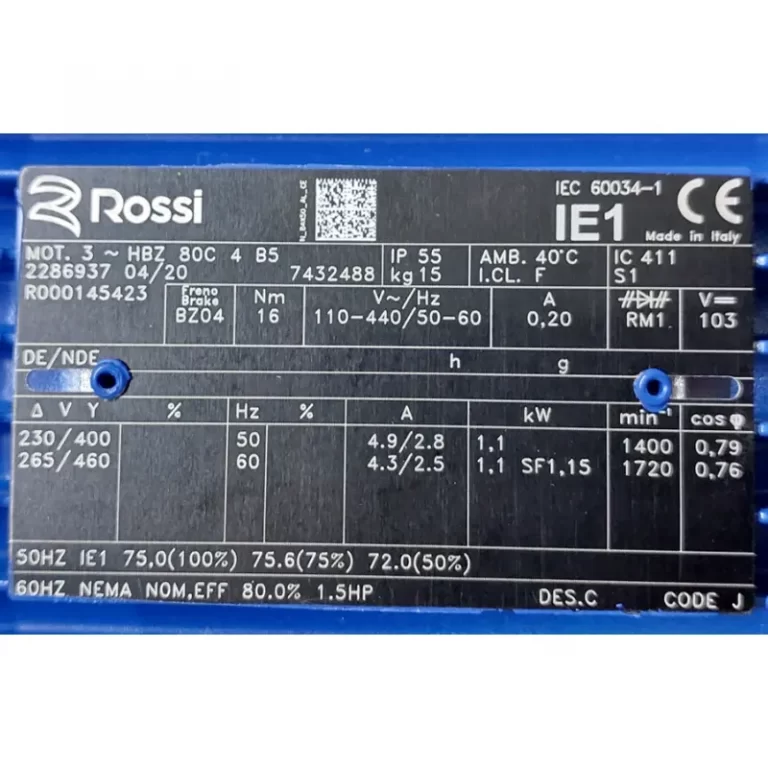 Rossi
IEC 60034-1
IE1
CE
Made in Italy
MOT. 3 ~ HBZ 80C 4 B5
IP 55
AMB. 40°C
IC 411
2286937 04/20 7432488
kg 15
I.CL. F
S1
R000145423
Freno
Brake
BZ04
Nm
16
V~/Hz
110-440/50-60
A
0,20
RM1
V⎓
103
DE/NDE h g
Δ V Y % Hz % A kW min⁻¹ cos φ
230/400 50 4.9/2.8 1,1 1400 0,79
265/460 60 4.3/2.5 1,1 SF1,15 1720 0,76
50HZ IE1 75,0(100%) 75.6(75%) 72.0(50%)
60HZ NEMA NOM,EFF 80.0% 1.5HP DES.C CODE J